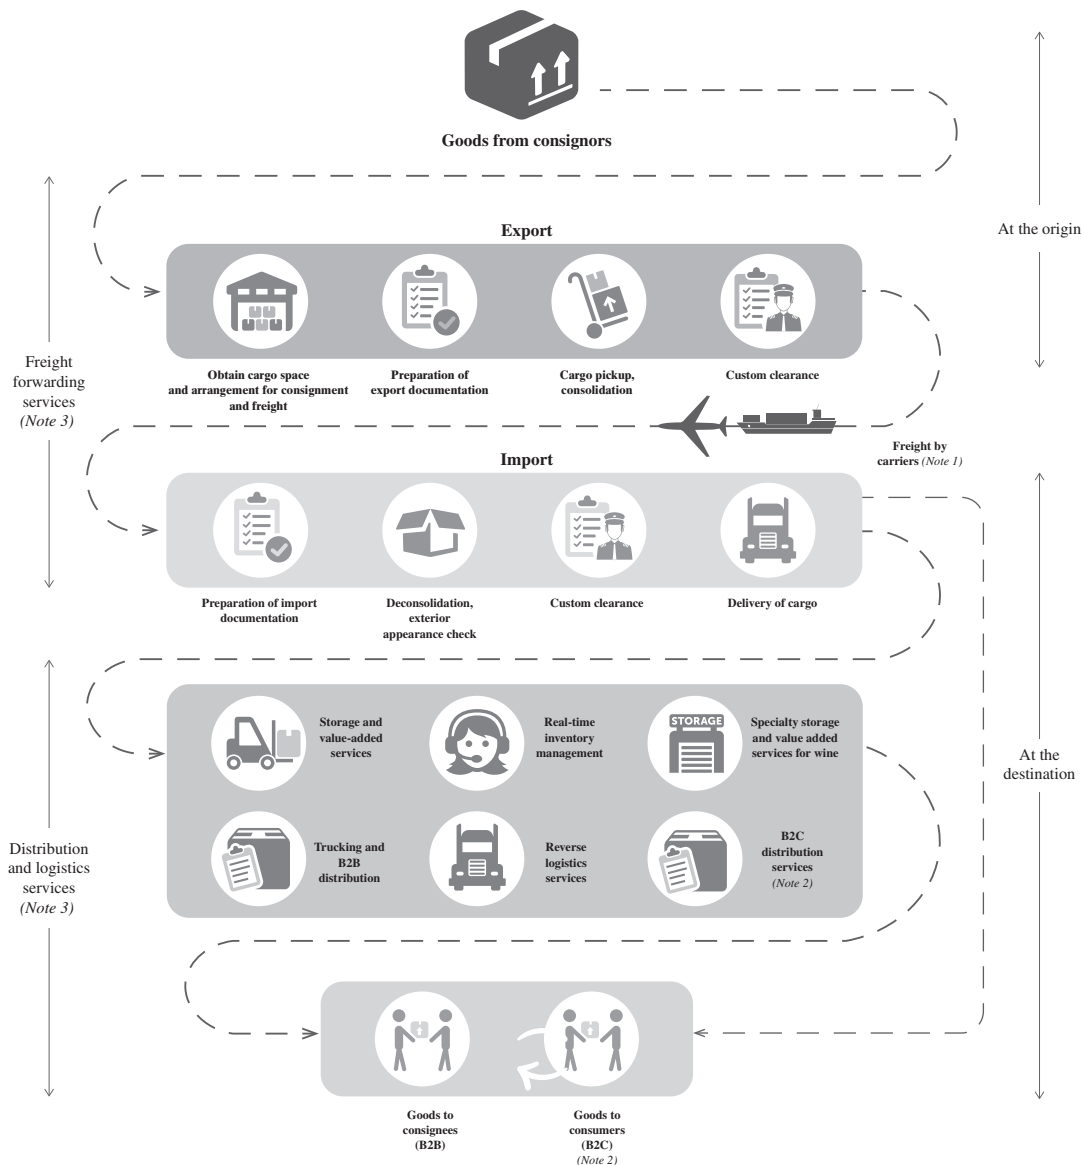 Goods from consignors
At the origin
Export
Obtain cargo space
and arrangement for consignment
and freight
Preparation of
export documentation
Cargo pickup,
consolidation
Custom clearance
Freight
forwarding
services
(Note 3)
Freight by
carriers (Note 1)
Import
Preparation of import
documentation
Deconsolidation,
exterior
appearance check
Custom clearance
Delivery of cargo
Storage and
value-added
services
Real-time
inventory
management
STORAGE
Specialty storage
and value added
services for wine
At the
destination
Trucking and
B2B
distribution
Reverse
logistics
services
B2C
distribution
services
(Note 2)
Distribution
and logistics
services
(Note 3)
Goods to
consignees
(B2B)
Goods to
consumers
(B2C)
(Note 2)